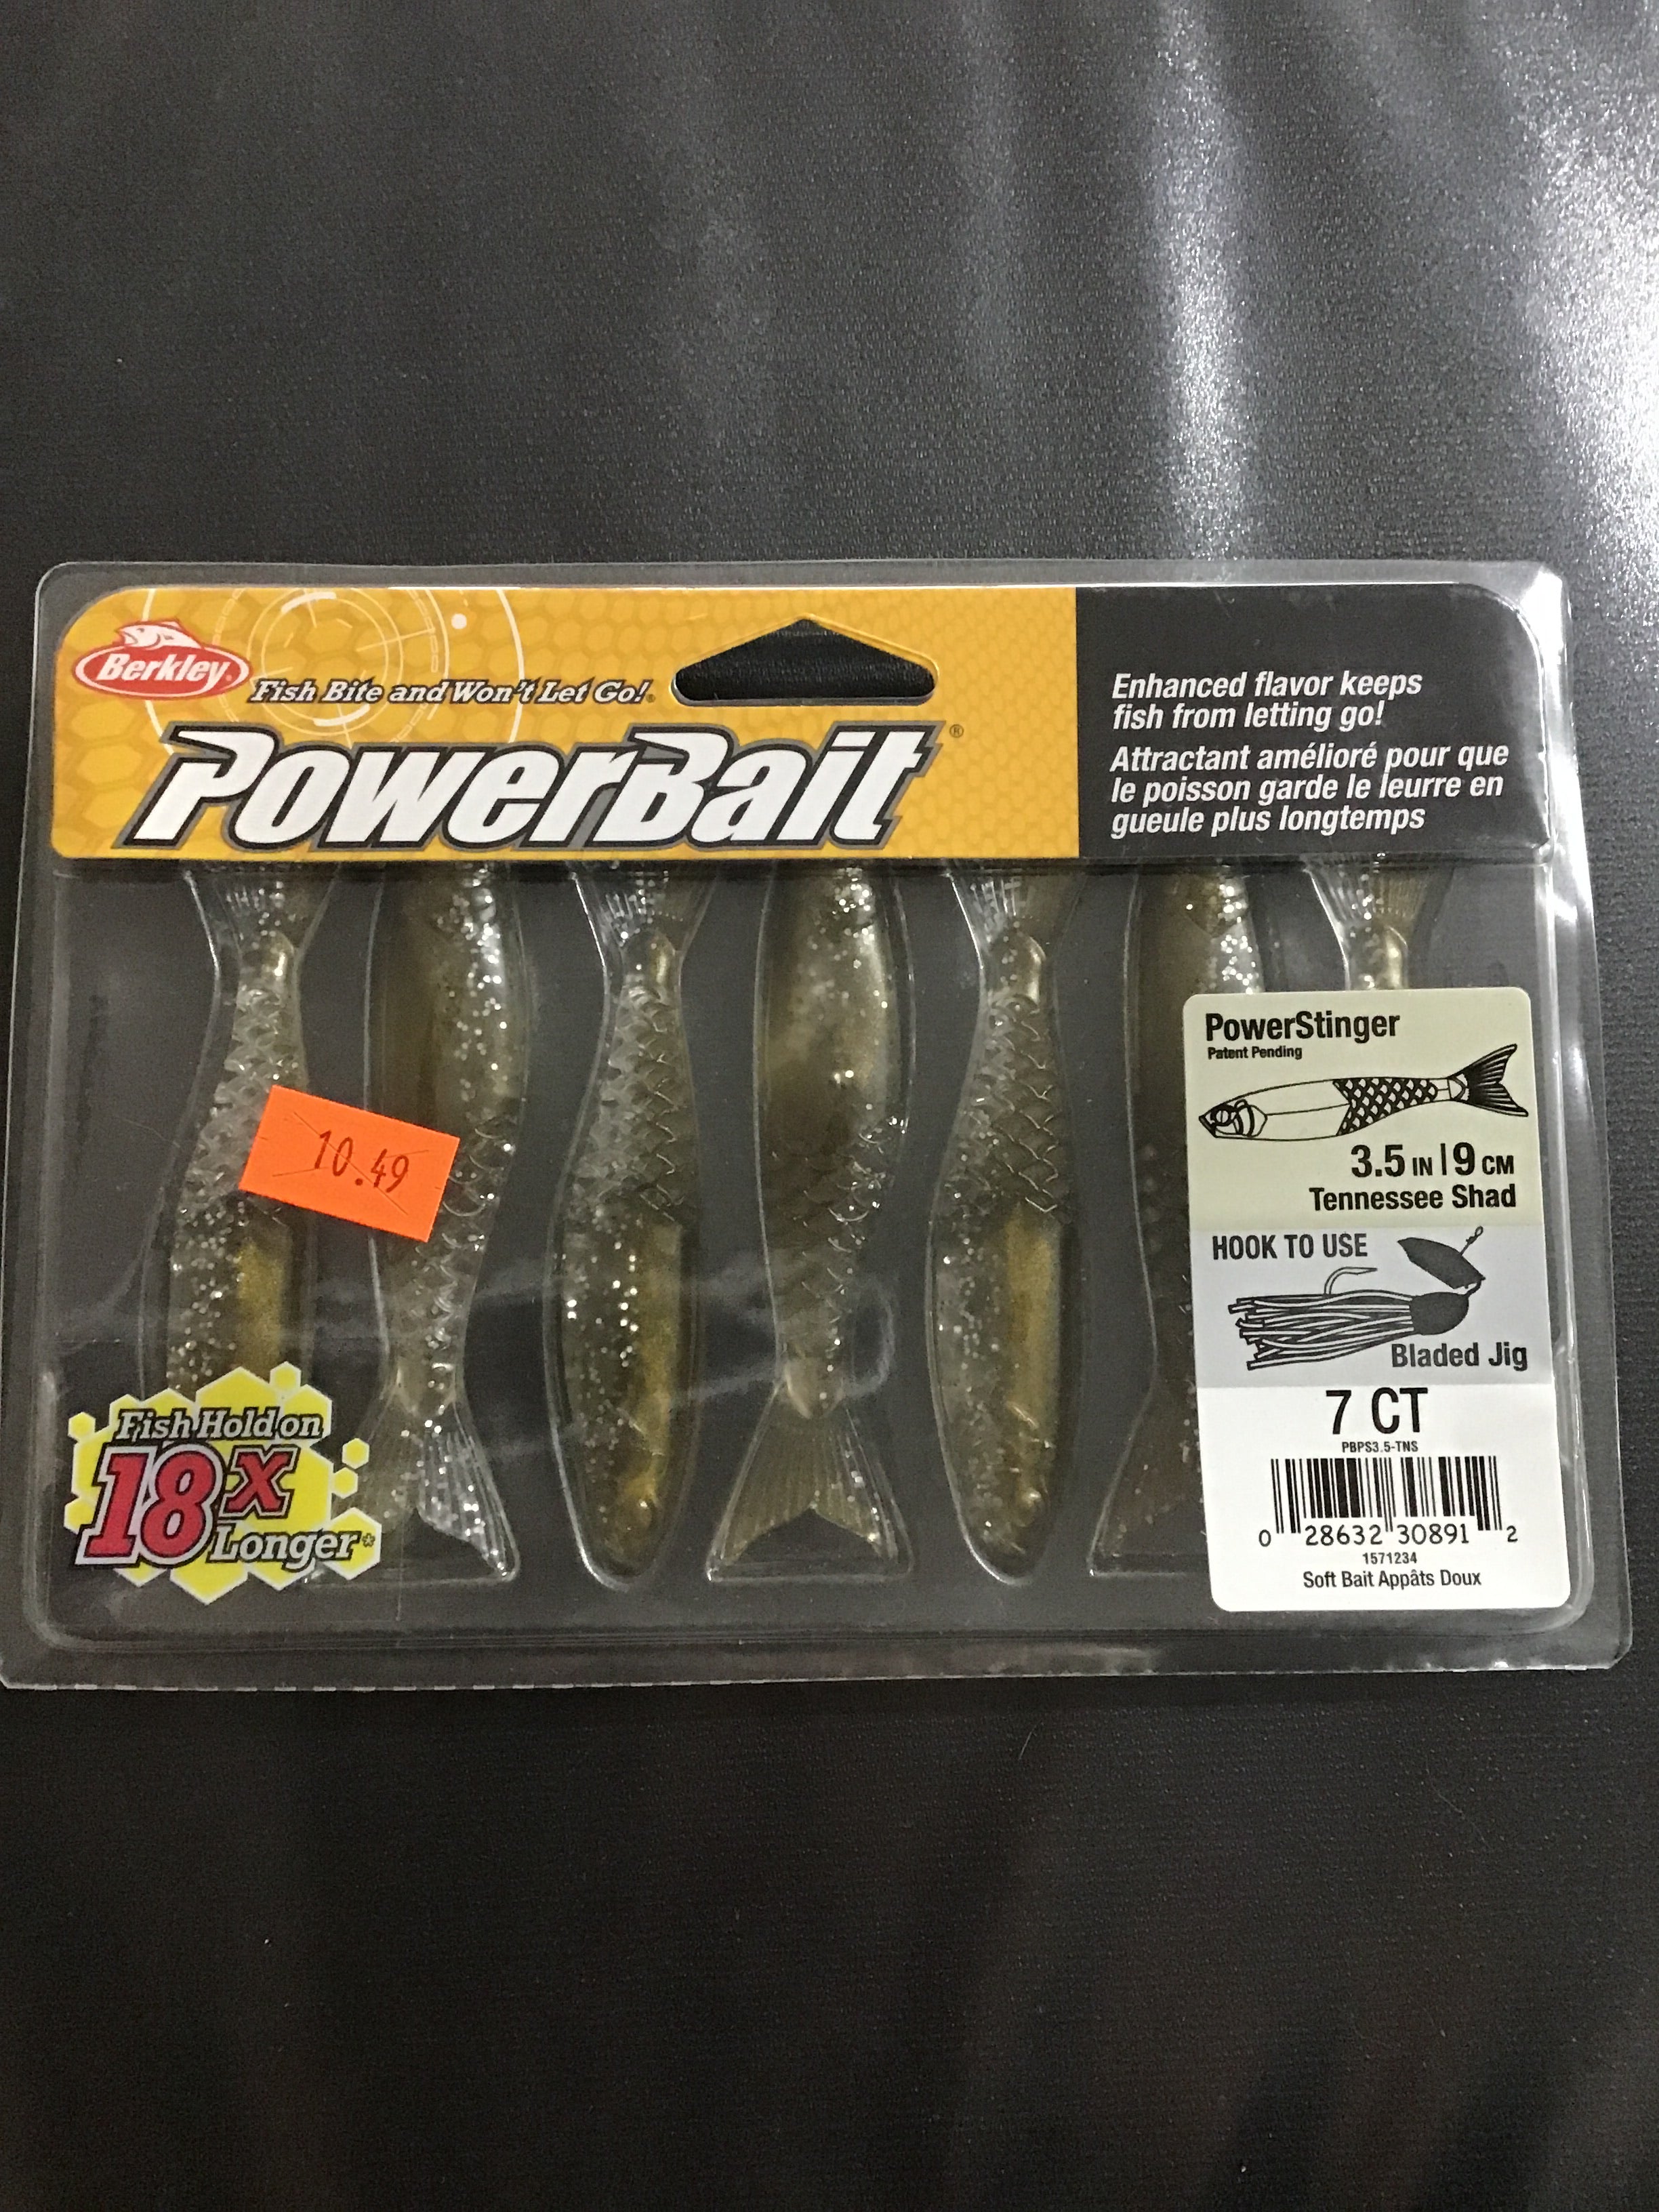 Berkley
Fish Bite and Won't Let Go!®
PowerBait®
Enhanced flavor keeps
fish from letting go!
Attractant amélioré pour que
le poisson garde le leurre en
gueule plus longtemps
10.49
PowerStinger
Patent Pending
3.5 IN | 9 CM
Tennessee Shad
HOOK TO USE
Bladed Jig
7 CT
PBPS3.5-TNS
0 28632 30891 2
1571234
Soft Bait Appâts Doux
Fish Hold on
18x
Longer*